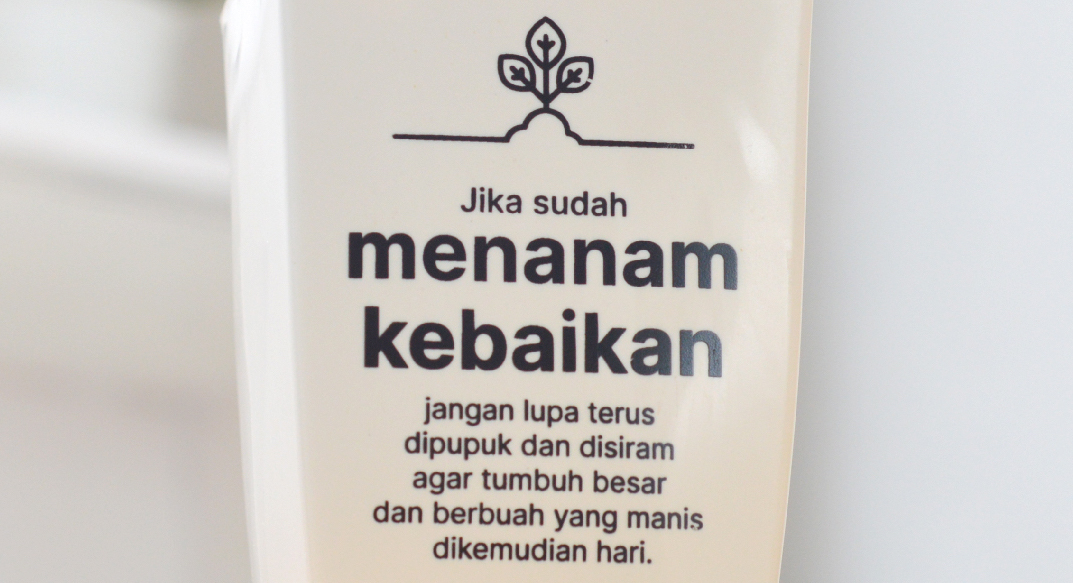 Jika sudah
menanam
kebaikan
jangan lupa terus
dipupuk dan disiram
agar tumbuh besar
dan berbuah yang manis
dikemudian hari.